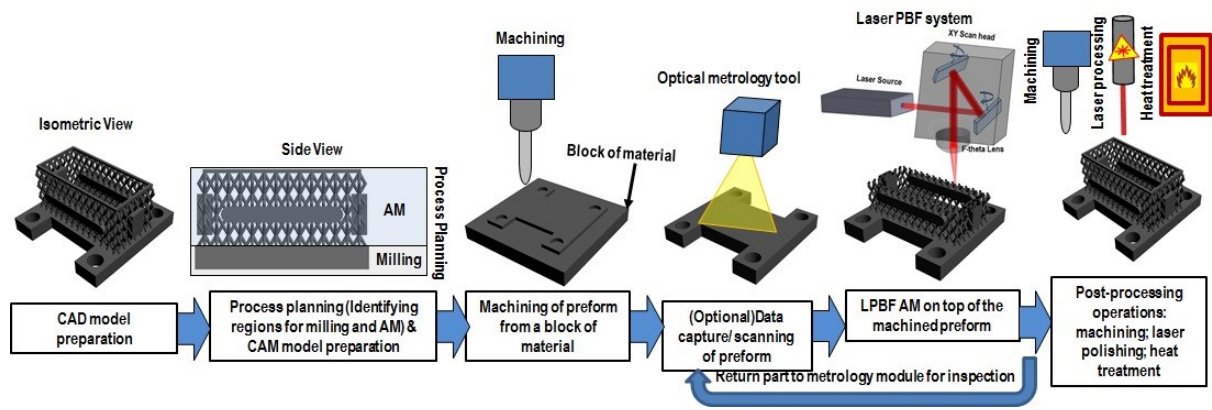 Isometric View
Side View
AM
Milling
Process Planning
Machining
Block of material
Optical metrology tool
Laser PBF system
XY Scan head
Laser Source
F-theta Lens
Machining
Laser processing
Heat treatment
CAD model
preparation
Process planning (Identifying
regions for milling and AM) &
CAM model preparation
Machining of preform
from a block of
material
(Optional)Data
capture/ scanning
of preform
LPBF AM on top of the
machined preform
Return part to metrology module for inspection
Post-processing
operations:
machining; laser
polishing; heat
treatment